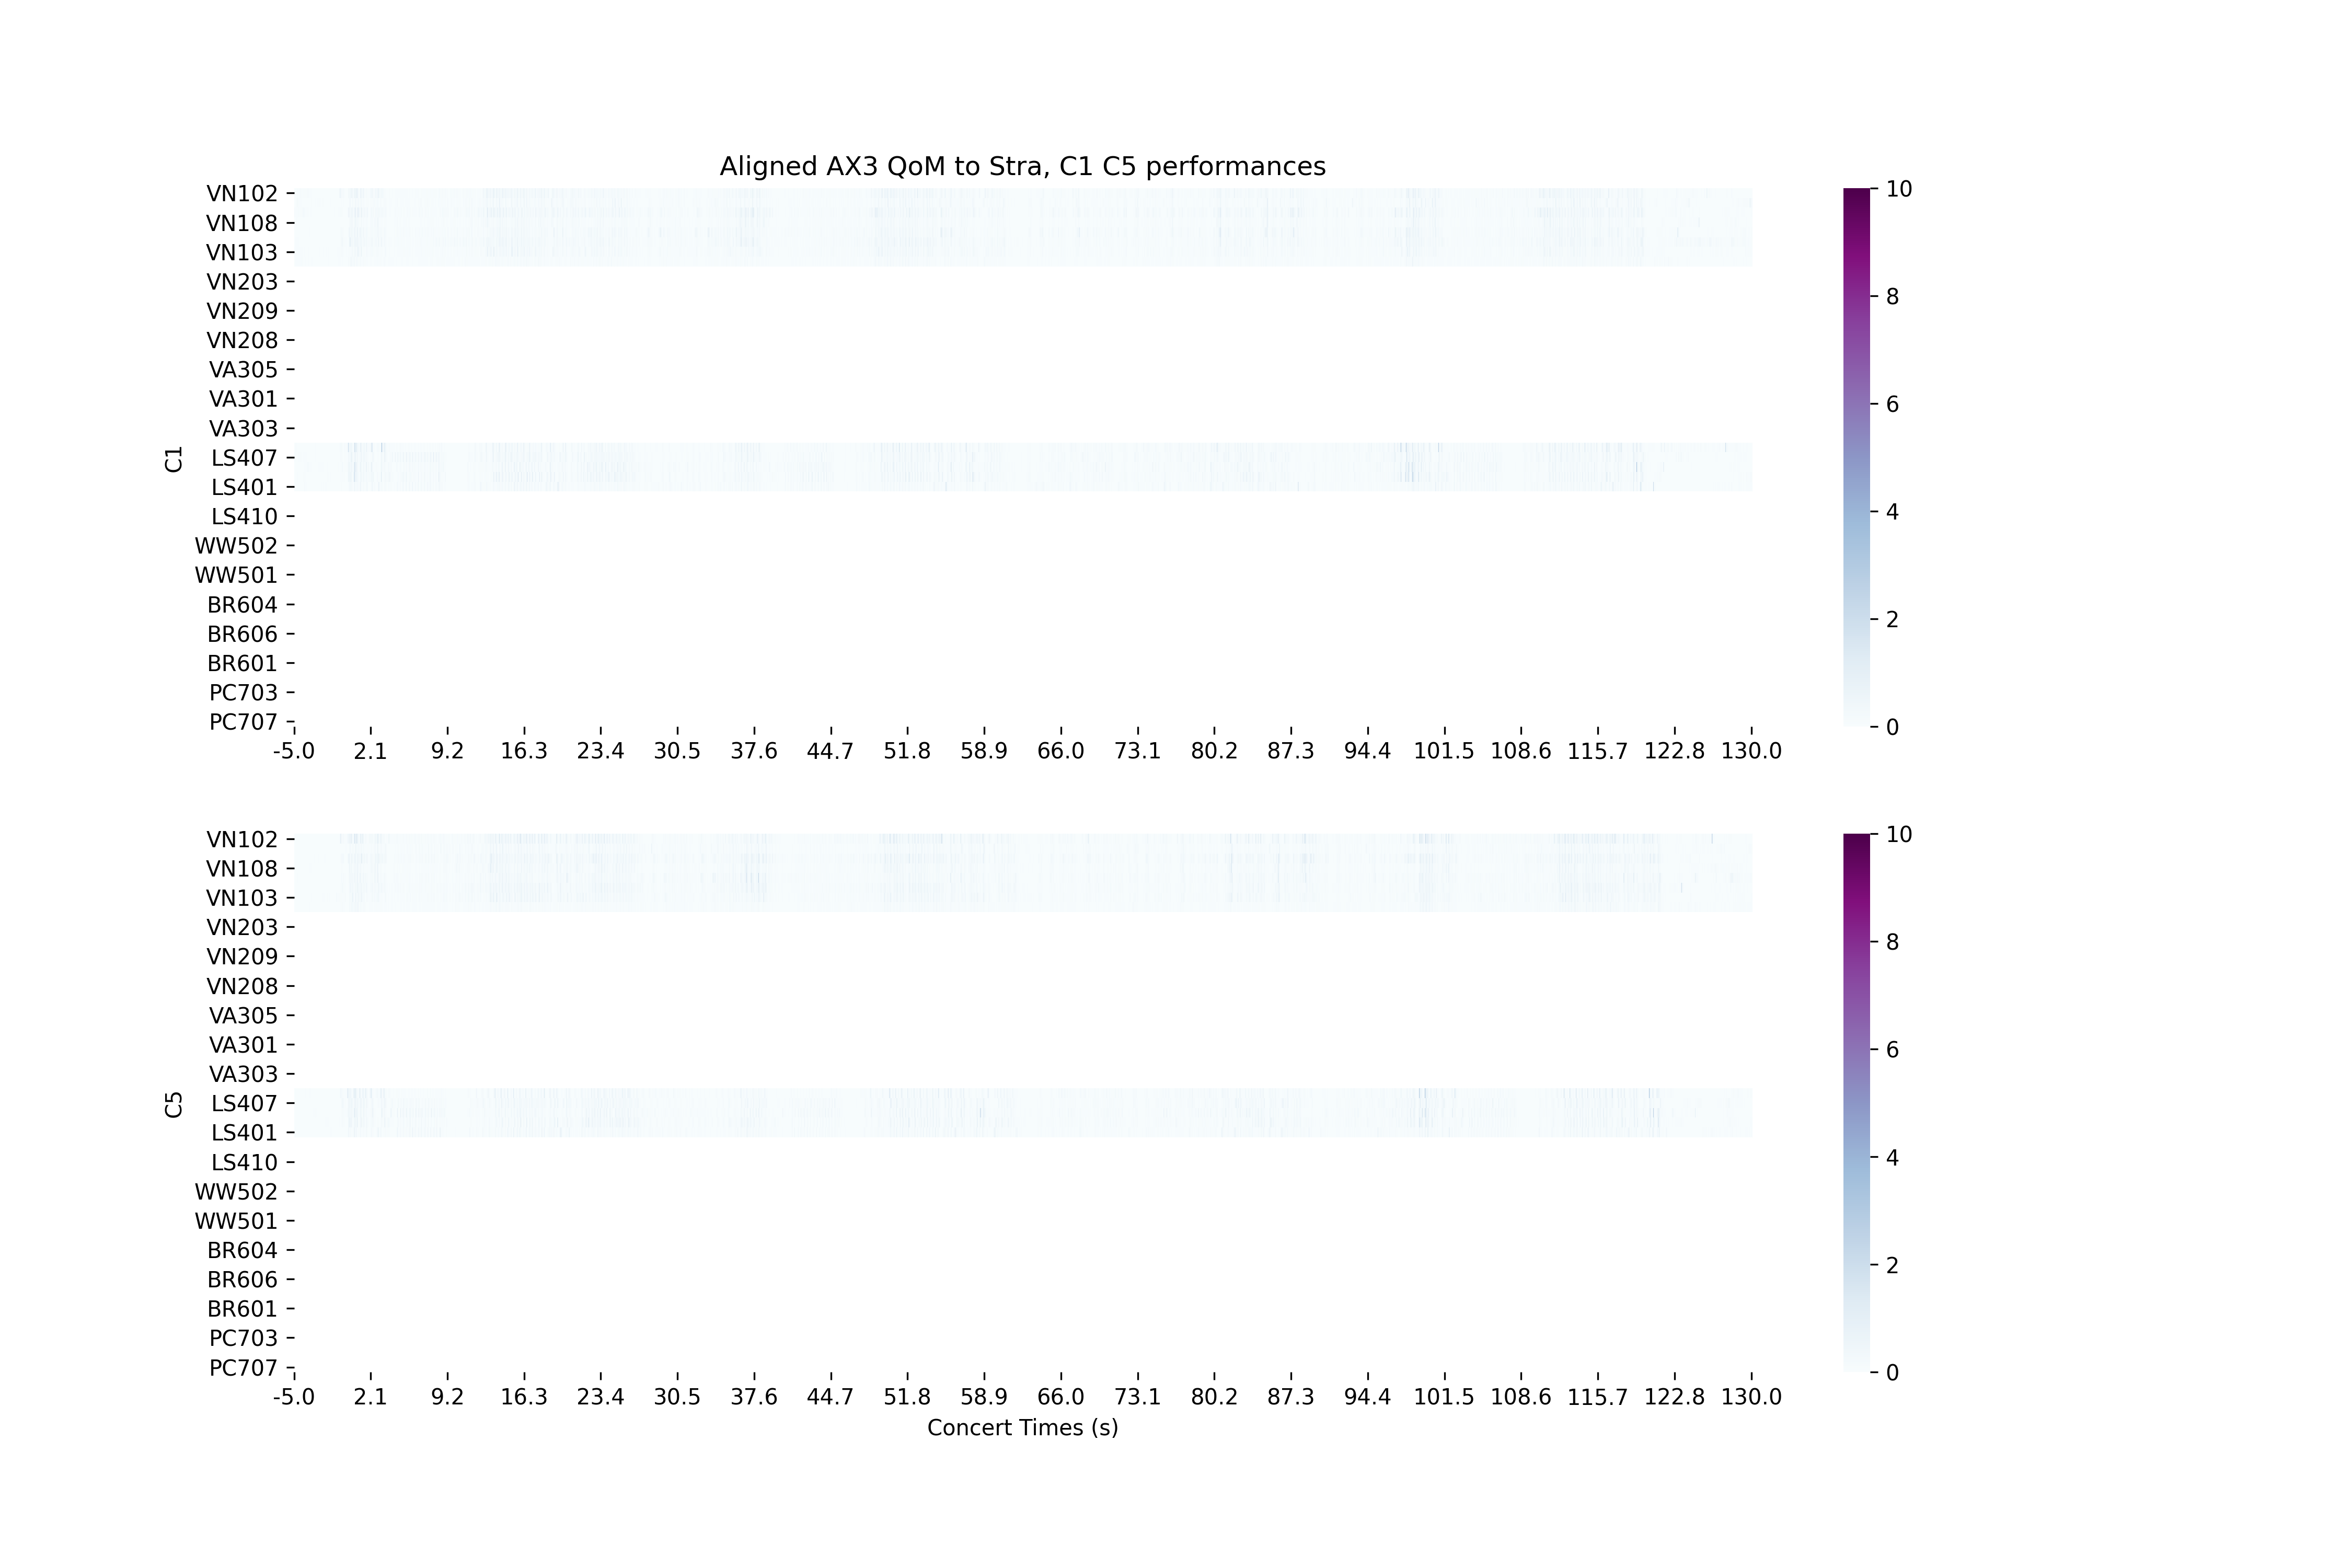 Aligned AX3 QoM to Stra, C1 C5 performances
C1
VN102
VN108
VN103
VN203
VN209
VN208
VA305
VA301
VA303
LS407
LS401
LS410
WW502
WW501
BR604
BR606
BR601
PC703
PC707
-5.0 2.1 9.2 16.3 23.4 30.5 37.6 44.7 51.8 58.9 66.0 73.1 80.2 87.3 94.4 101.5 108.6 115.7 122.8 130.0
10
8
6
4
2
0
C5
VN102
VN108
VN103
VN203
VN209
VN208
VA305
VA301
VA303
LS407
LS401
LS410
WW502
WW501
BR604
BR606
BR601
PC703
PC707
-5.0 2.1 9.2 16.3 23.4 30.5 37.6 44.7 51.8 58.9 66.0 73.1 80.2 87.3 94.4 101.5 108.6 115.7 122.8 130.0
Concert Times (s)
10
8
6
4
2
0